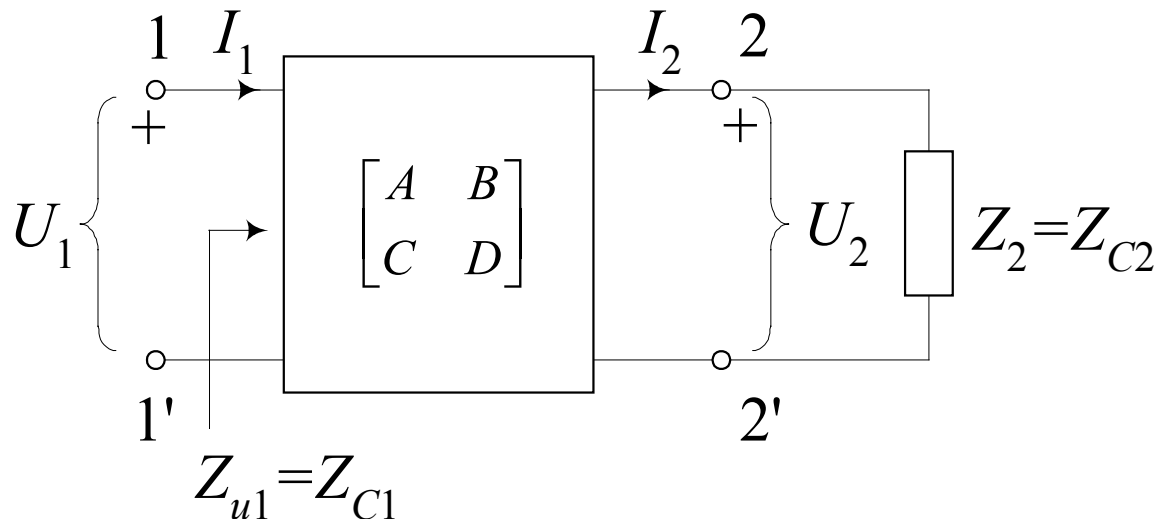 1 I1 I2 2
+ +
A B
U1 U2 Z2=ZC2
C D
1' 2'
Zu1=ZC1